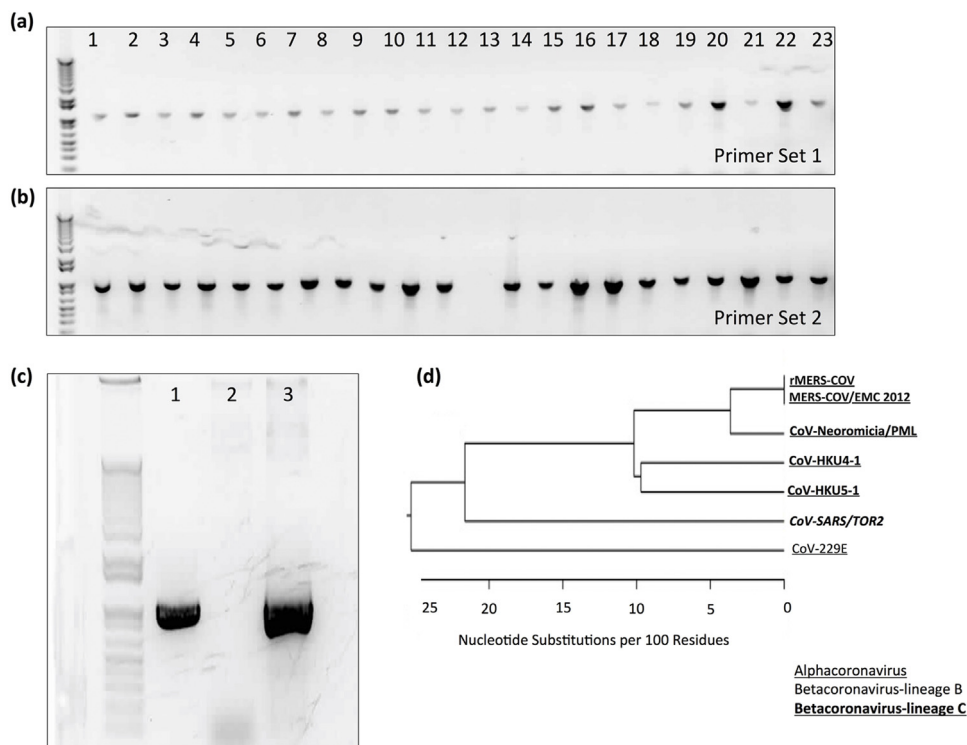 (a)
1 2 3 4 5 6 7 8 9 10 11 12 13 14 15 16 17 18 19 20 21 22 23
Primer Set 1
(b)
Primer Set 2
(c)
1 2 3
(d)
rMERS-COV
MERS-COV/EMC 2012
CoV-Neoromicia/PML
CoV-HKU4-1
CoV-HKU5-1
CoV-SARS/TOR2
CoV-229E
25 20 15 10 5 0
Nucleotide Substitutions per 100 Residues
Alphacoronavirus
Betacoronavirus-lineage B
Betacoronavirus-lineage C